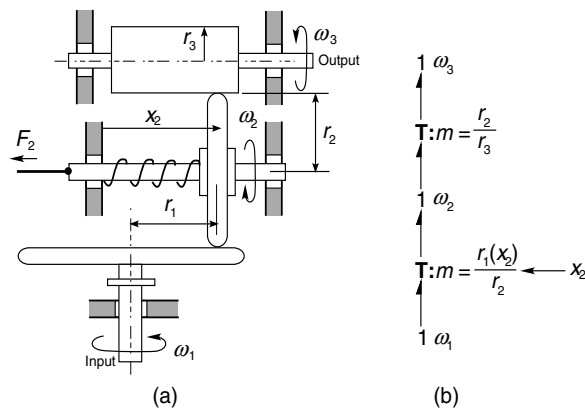 r3
ω3
Output
x2
ω2
r2
F2
r1
ω1
Input
(a)
1 ω3
T:m = r2/r3
1 ω2
T:m = r1(x2)/r2
x2
1 ω1
(b)